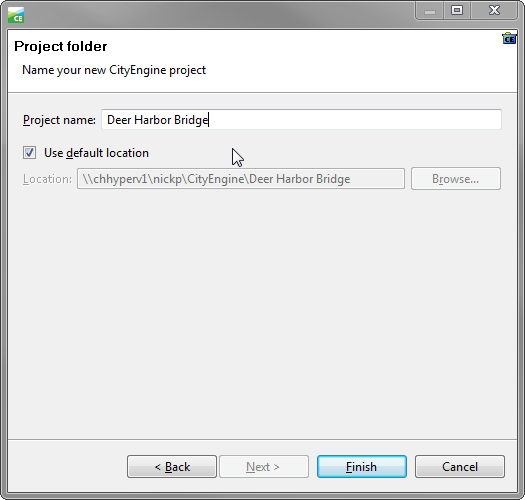 CE
CE
Project folder
Name your new CityEngine project
Project name: Deer Harbor Bridge
Use default location
Location: \\chhyperv1\nickp\CityEngine\Deer Harbor Bridge Browse...
< Back Next > Finish Cancel